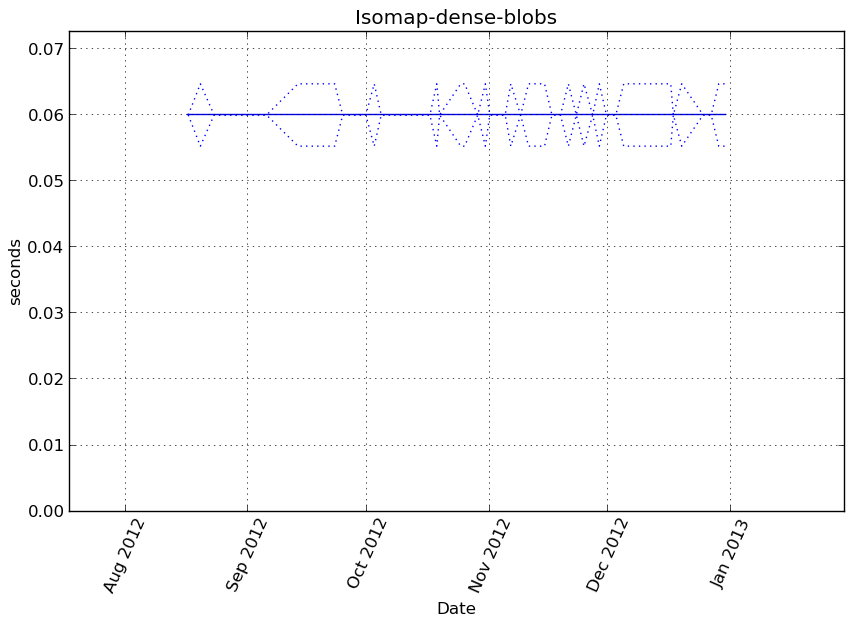 Isomap-dense-blobs
0.07
0.06
0.05
0.04
0.03
0.02
0.01
0.00
seconds
Aug 2012
Sep 2012
Oct 2012
Nov 2012
Dec 2012
Jan 2013
Date